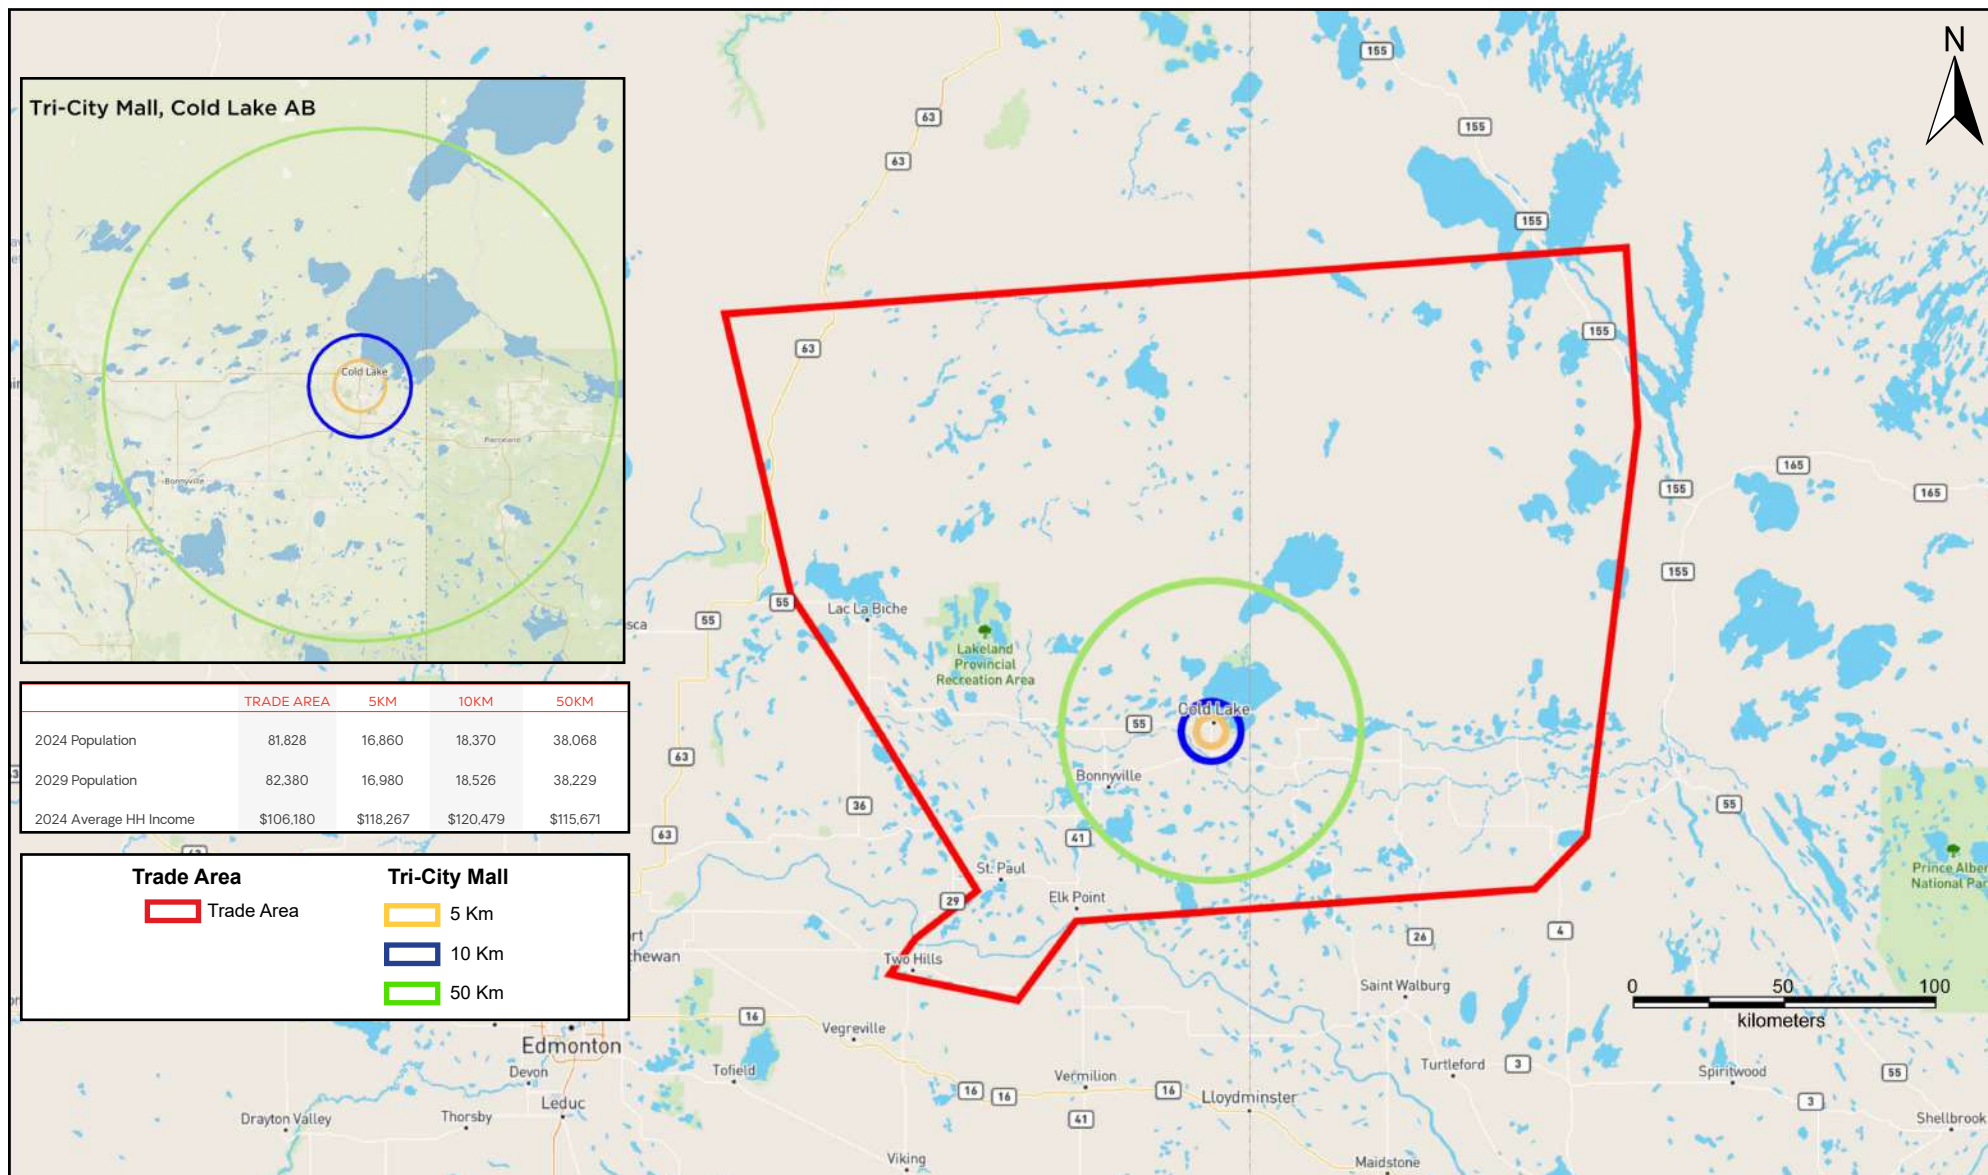 N
Tri-City Mall, Cold Lake AB
Cold Lake
Bonnyville
Pierceland
TRADE AREA 5KM 10KM 50KM
2024 Population 81,828 16,860 18,370 38,068
2029 Population 82,380 16,980 18,526 38,229
2024 Average HH Income $106,180 $118,267 $120,479 $115,671
Trade Area Tri-City Mall
Trade Area
5 Km
10 Km
50 Km
155
63
155
63
155
155
63
165
155
165
155
55
Lac La Biche
55
sca
Lakeland
Provincial
Recreation Area
Cold Lake
55
63
Bonnyville
36
55
63
41
St. Paul
Prince Alber
National Par
29
Elk Point
26
4
rt
chewan
Two Hills
Saint Walburg
0 50 100
kilometers
16
Vegreville
Edmonton
Devon
Tofield
Vermilion
Turtleford
3
Spiritwood
55
16
16
16
Lloydminster
Leduc
3
Drayton Valley
Thorsby
41
Shellbrook
Viking
Maidstone